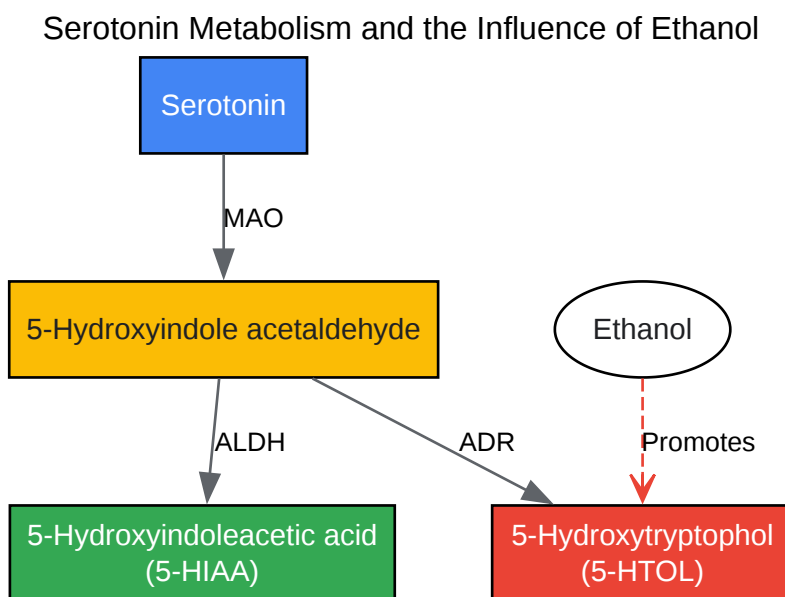 Serotonin Metabolism and the Influence of Ethanol
Serotonin
MAO
5-Hydroxyindole acetaldehyde
Ethanol
ALDH
ADR
Promotes
5-Hydroxyindoleacetic acid
(5-HIAA)
5-Hydroxytryptophol
(5-HTOL)